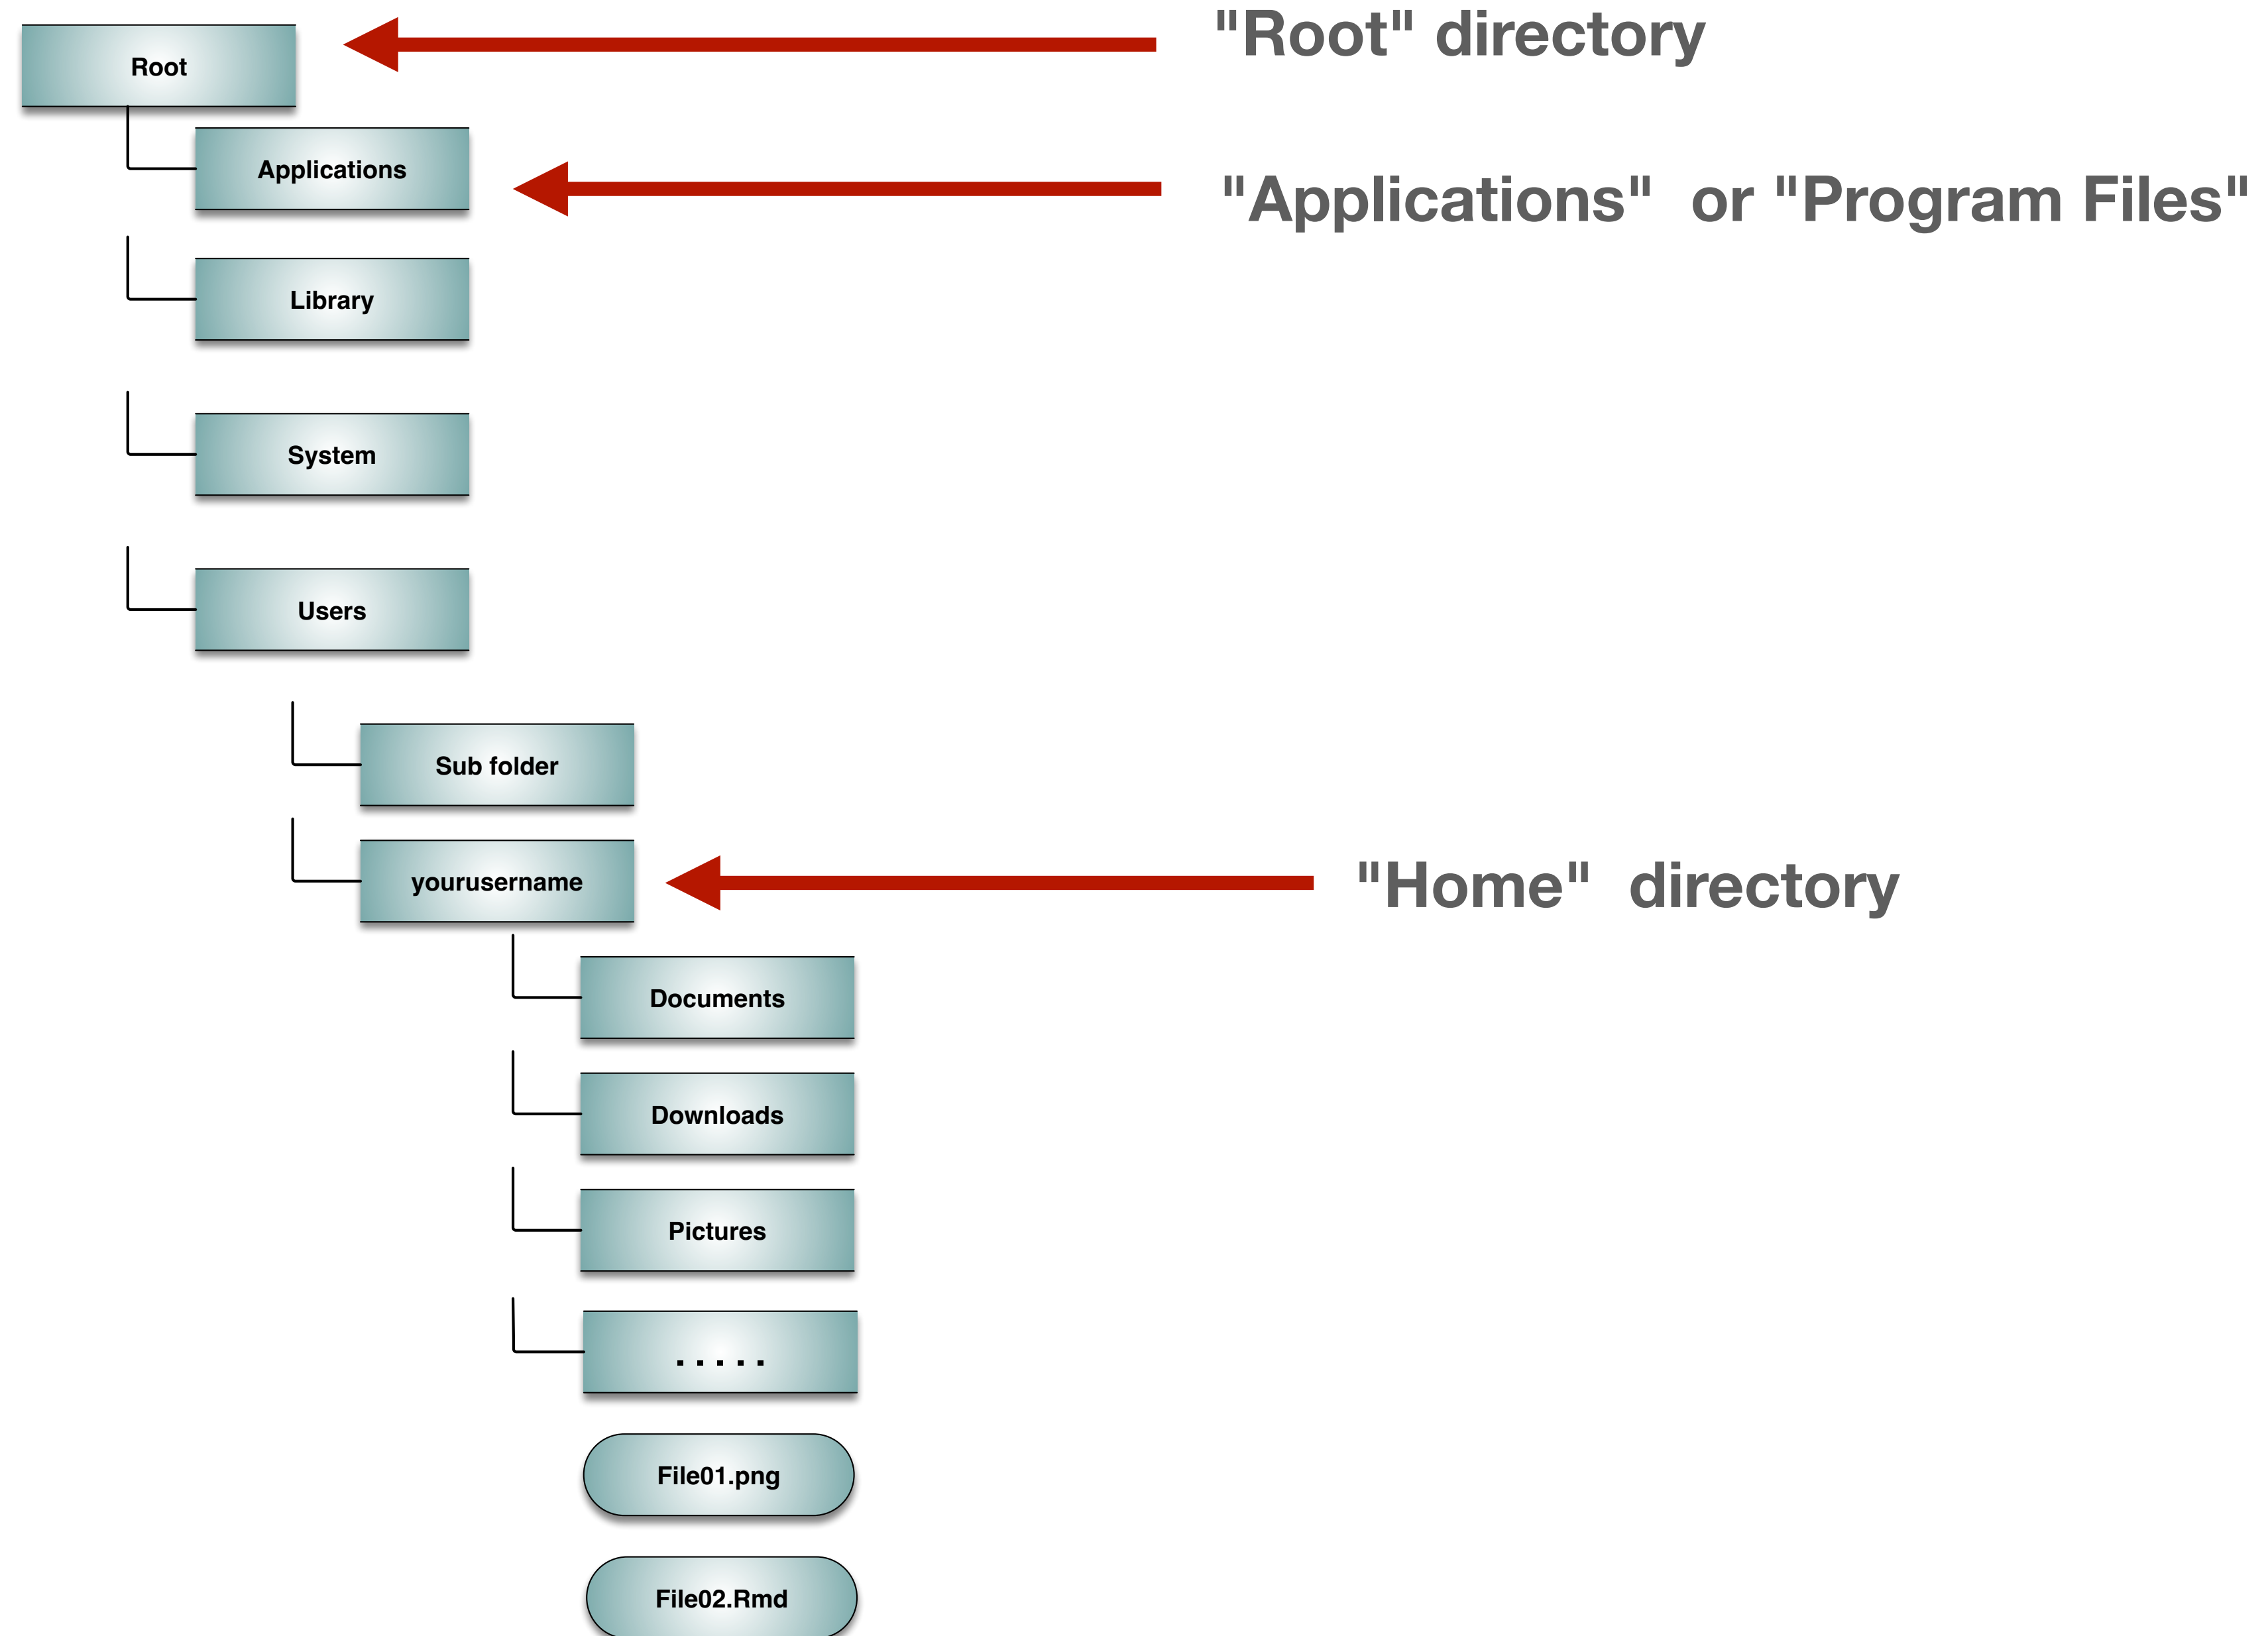 Root
"Root" directory
Applications
"Applications"  or "Program Files"
Library
System
Users
Sub folder
yourusername
"Home"  directory
Documents
Downloads
Pictures
.....
File01.png
File02.Rmd